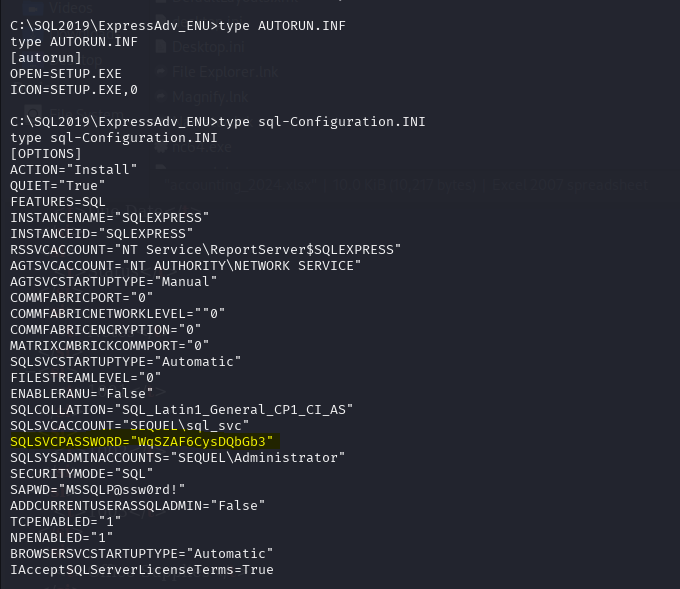 C:\SQL2019\ExpressAdv_ENU>type AUTORUN.INF
type AUTORUN.INF
[autorun]
OPEN=SETUP.EXE
ICON=SETUP.EXE,0
C:\SQL2019\ExpressAdv_ENU>type sql-Configuration.INI
type sql-Configuration.INI
[OPTIONS]
ACTION="Install"
QUIET="True"
FEATURES=SQL
INSTANCENAME="SQLEXPRESS"
INSTANCEID="SQLEXPRESS"
RSSVCACCOUNT="NT Service\ReportServer$SQLEXPRESS"
AGTSVCACCOUNT="NT AUTHORITY\NETWORK SERVICE"
AGTSVCSTARTUPTYPE="Manual"
COMMFABRICPORT="0"
COMMFABRICNETWORKLEVEL=""0"
COMMFABRICENCRYPTION="0"
MATRIXCMBRICKCOMMPORT="0"
SQLSVCSTARTUPTYPE="Automatic"
FILESTREAMLEVEL="0"
ENABLERANU="False"
SQLCOLLATION="SQL_Latin1_General_CP1_CI_AS"
SQLSVCACCOUNT="SEQUEL\sql_svc"
SQLSVCPASSWORD="WqSZAF6CysDQbGb3"
SQLSYSADMINACCOUNTS="SEQUEL\Administrator"
SECURITYMODE="SQL"
SAPWD="MSSQLP@ssw0rd!"
ADDCURRENTUSERASSQLADMIN="False"
TCPENABLED="1"
NPENABLED="1"
BROWSERSVCSTARTUPTYPE="Automatic"
IAcceptSQLServerLicenseTerms=True